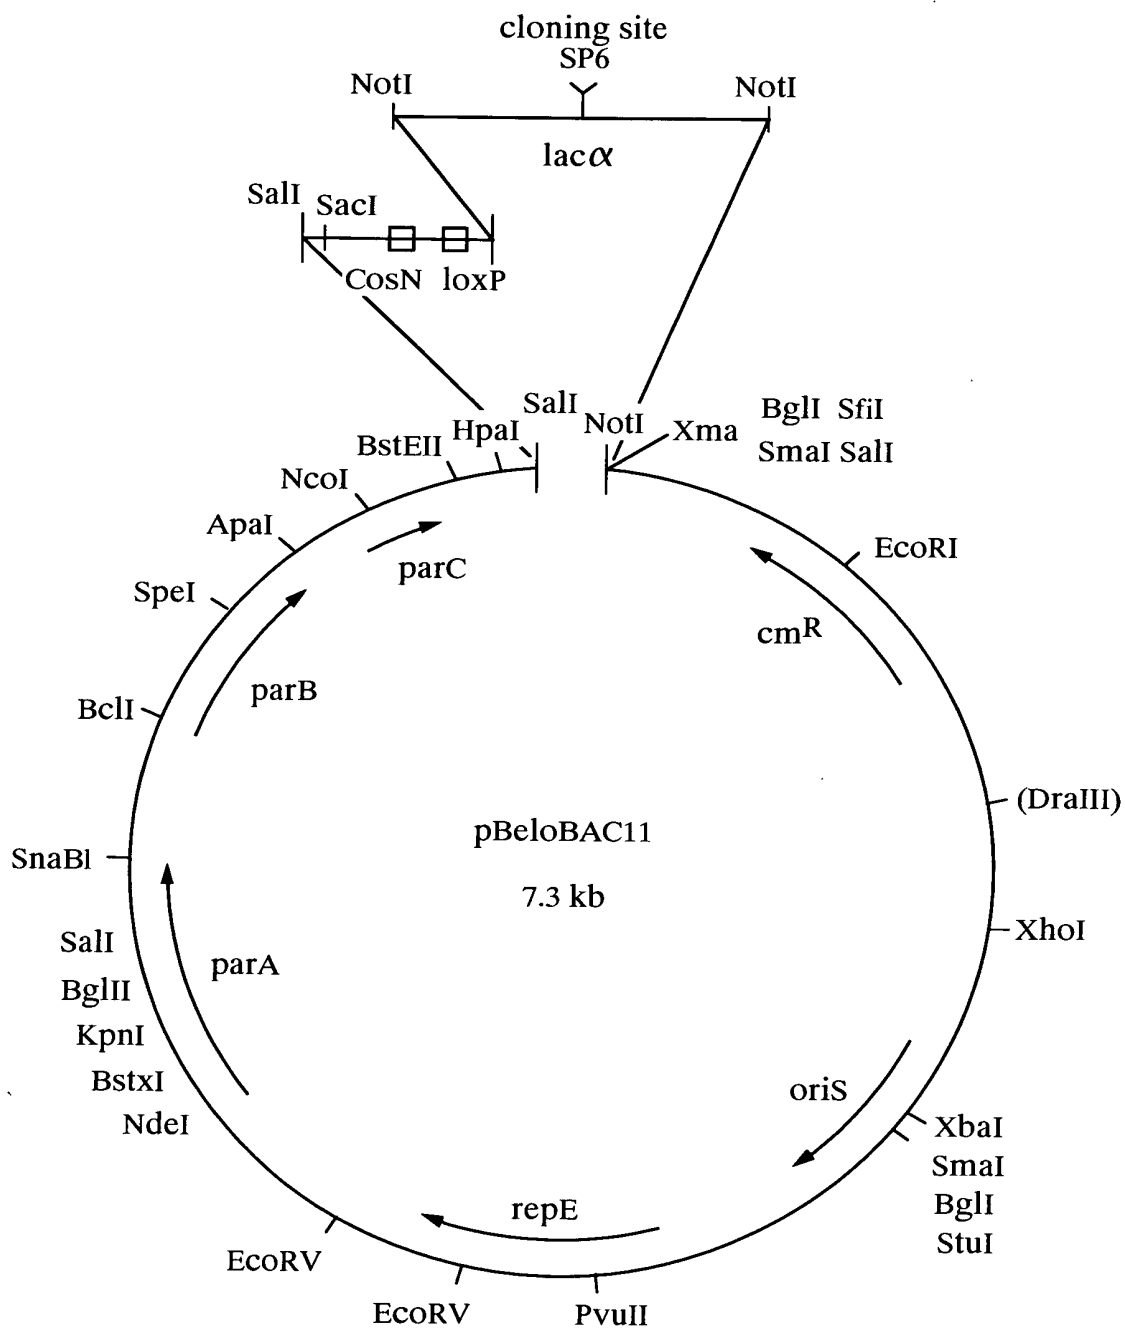 cloning site
SP6
NotI
NotI
lacα
SalI
SacI
CosN
loxP
SalI
NotI
Xma
BglI SfiI
SmaI SalI
HpaI
BstEII
NcoI
ApaI
SpeI
BclI
SnaBl
SalI
BglII
KpnI
BstxI
NdeI
EcoRV
EcoRV
PvuII
XbaI
SmaI
BglI
StuI
XhoI
(DraIII)
EcoRI
parC
parB
parA
repE
oriS
cmR
pBeloBAC11
7.3 kb